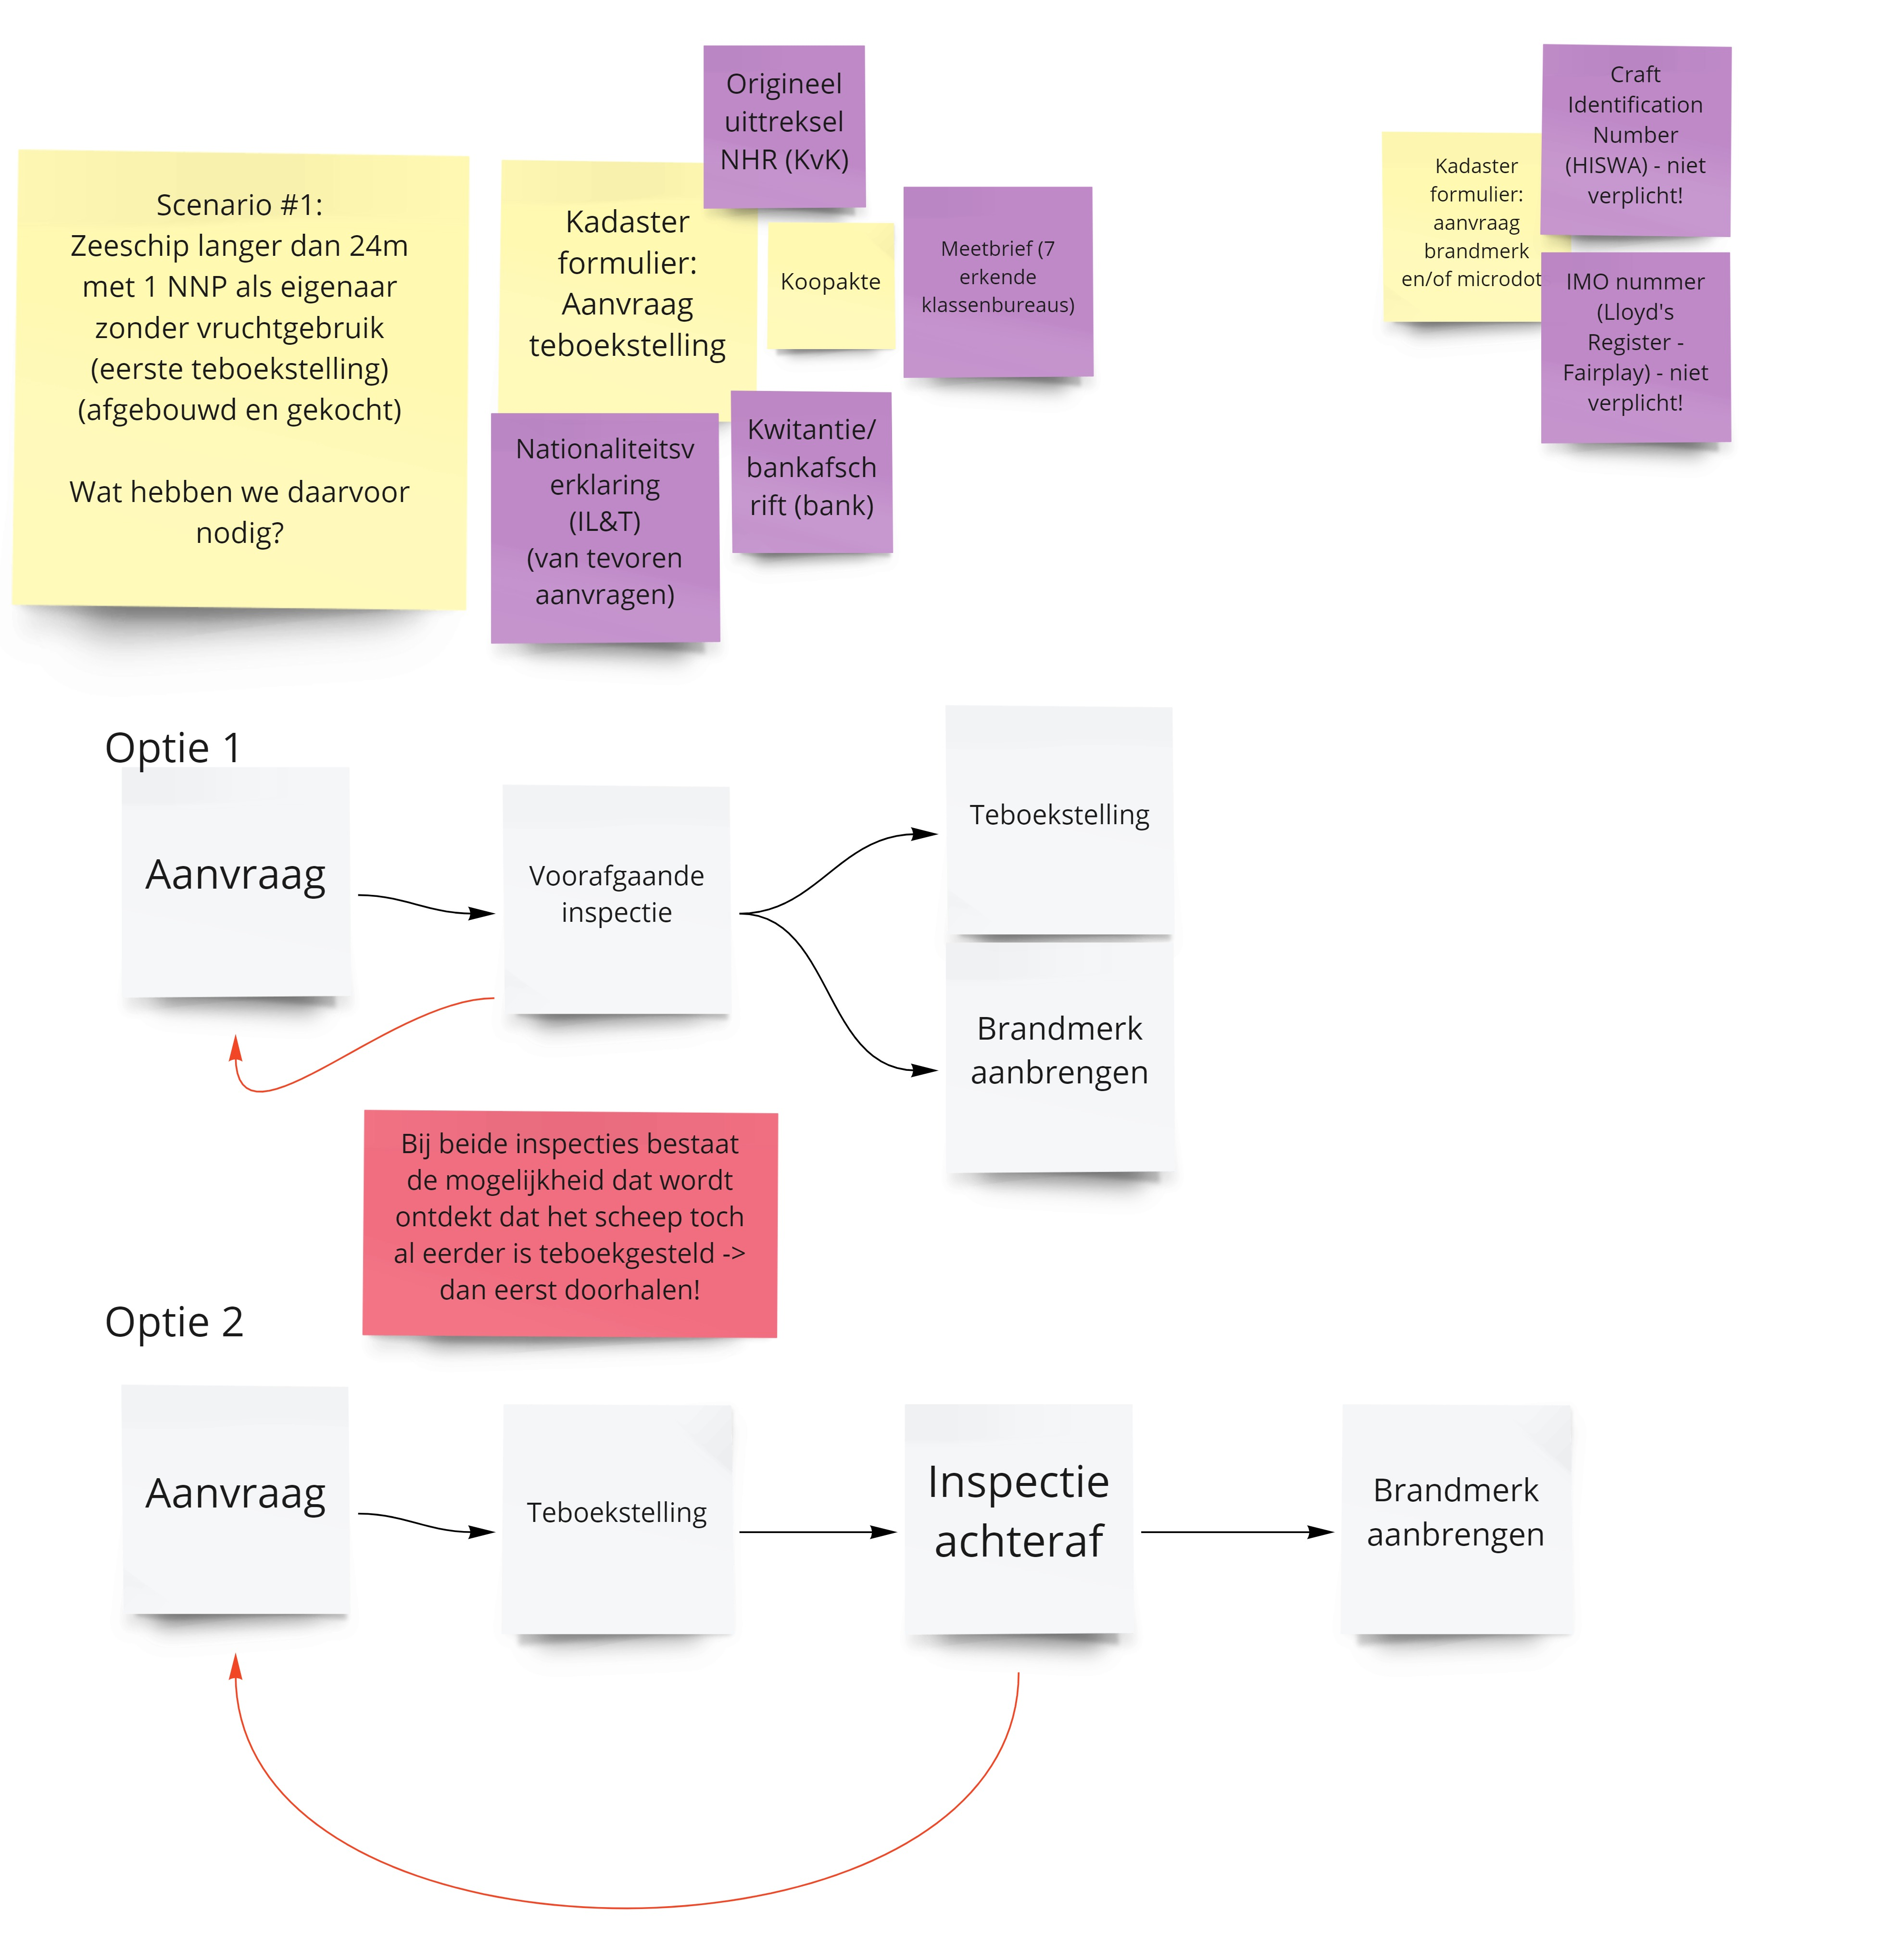 Scenario #1:
Zeeschip langer dan 24m
met 1 NNP als eigenaar
zonder vruchtgebruik
(eerste teboekstelling)
(afgebouwd en gekocht)
Wat hebben we daarvoor
nodig?
Kadaster
formulier:
Aanvraag
teboekstelling
Origineel
uittreksel
NHR (KvK)
Koopakte
Meetbrief (7
erkende
klassenbureaus)
Nationaliteitsv
erklaring
(IL&T)
(van tevoren
aanvragen)
Kwitantie/
bankafsch
rift (bank)
Kadaster
formulier:
aanvraag
brandmerk
en/of microdot
Craft
Identification
Number
(HISWA) - niet
verplicht!
IMO nummer
(Lloyd's
Register -
Fairplay) - niet
verplicht!
Optie 1
Aanvraag
Voorafgaande
inspectie
Teboekstelling
Brandmerk
aanbrengen
Bij beide inspecties bestaat
de mogelijkheid dat wordt
ontdekt dat het scheep toch
al eerder is teboekgesteld ->
dan eerst doorhalen!
Optie 2
Aanvraag
Teboekstelling
Inspectie
achteraf
Brandmerk
aanbrengen